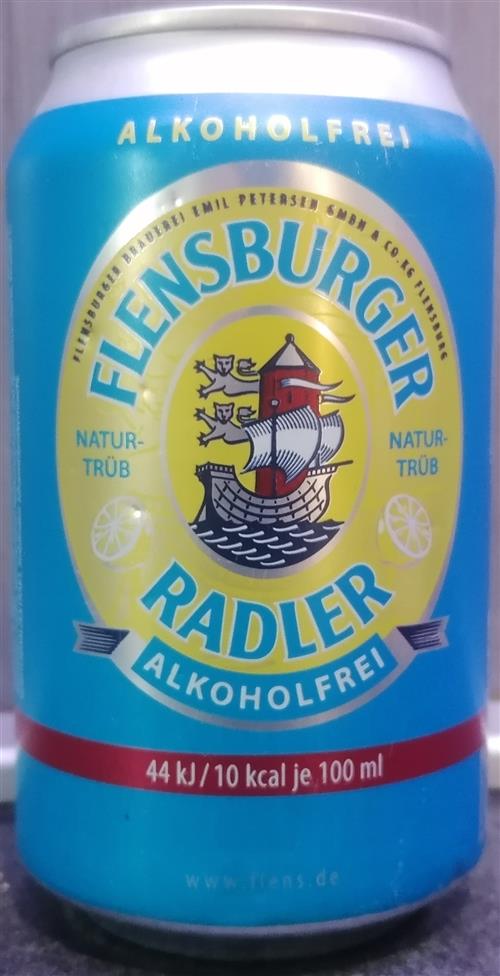 ALKOHOLFREI
FLENSBURGER BRAUEREI EMIL PETERSEN GMBH & CO.KG FLENSBURG
FLENSBURGER
NATUR-
TRÜB
NATUR-
TRÜB
RADLER
ALKOHOLFREI
44 kJ / 10 kcal je 100 ml
www.flens.de